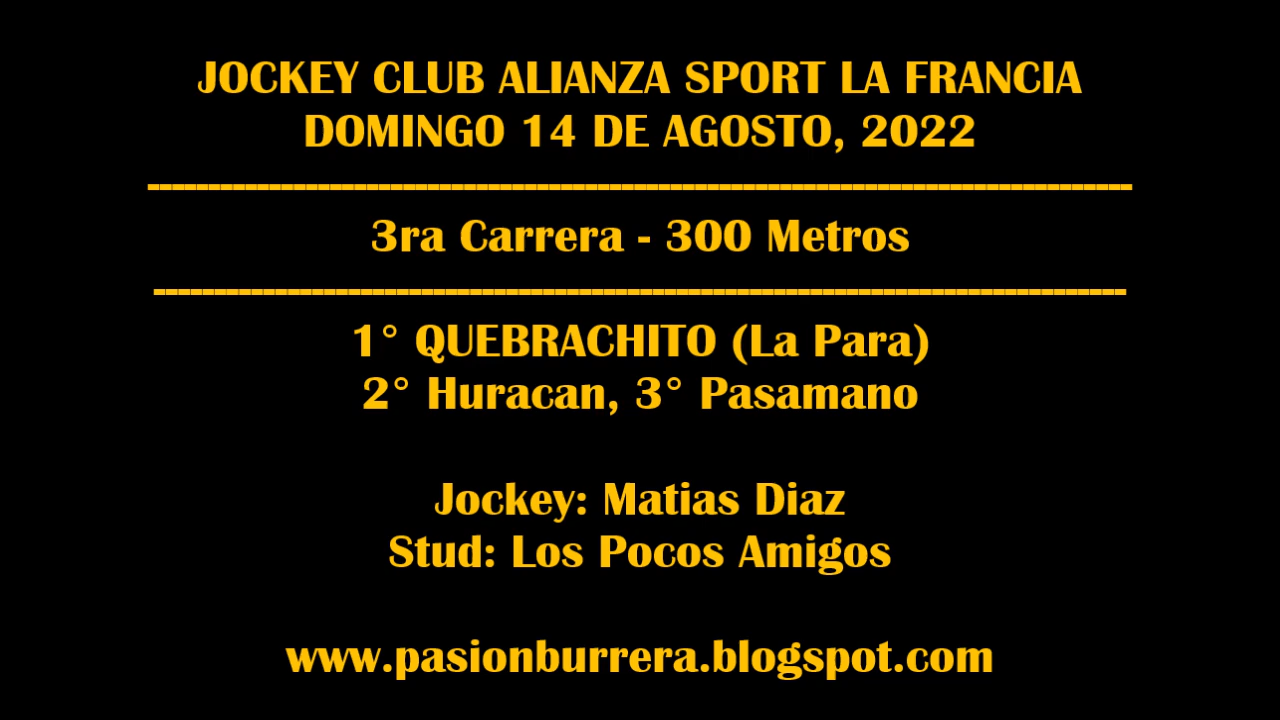 JOCKEY CLUB ALIANZA SPORT LA FRANCIA
DOMINGO 14 DE AGOSTO, 2022
--------------------------------------------------------------------------------
3ra Carrera - 300 Metros
-------------------------------------------------------------------------------
1° QUEBRACHITO (La Para)
2° Huracan, 3° Pasamano
Jockey: Matias Diaz
Stud: Los Pocos Amigos
www.pasionburrera.blogspot.com